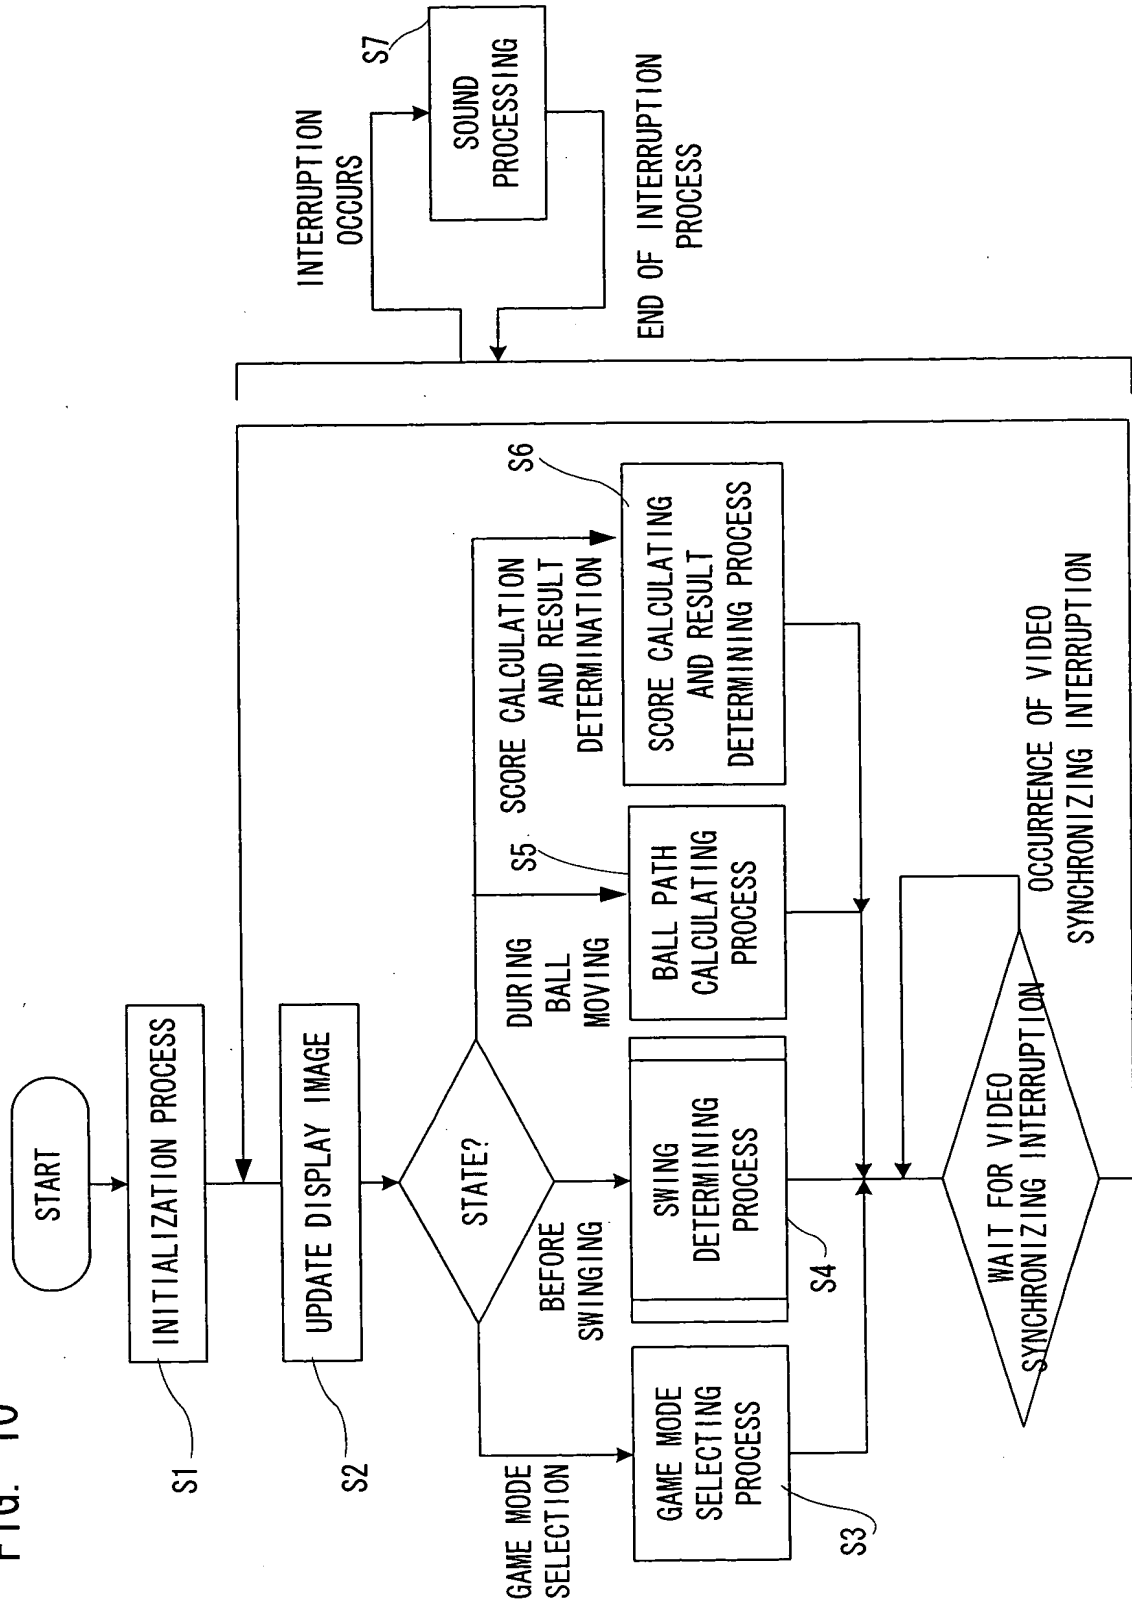 FIG. 10
START
INITIALIZATION PROCESS
S1
UPDATE DISPLAY IMAGE
S2
STATE?
GAME MODE
SELECTION
BEFORE
SWINGING
DURING
BALL
MOVING
SCORE CALCULATION
AND RESULT
DETERMINATION
GAME MODE
SELECTING
PROCESS
S3
SWING
DETERMINING
PROCESS
S4
BALL PATH
CALCULATING
PROCESS
S5
SCORE CALCULATING
AND RESULT
DETERMINING PROCESS
S6
WAIT FOR VIDEO
SYNCHRONIZING INTERRUPTION
OCCURRENCE OF VIDEO
SYNCHRONIZING INTERRUPTION
INTERRUPTION
OCCURS
SOUND
PROCESSING
S7
END OF INTERRUPTION
PROCESS